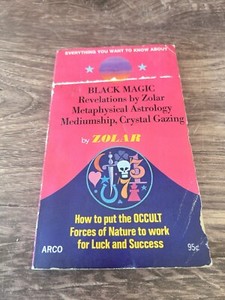 EVERYTHING YOU WANT TO KNOW ABOUT
BLACK MAGIC
Revelations by Zolar
Metaphysical Astrology
Mediumship, Crystal Gazing
by ZOLAR
How to put the OCCULT
Forces of Nature to work
for Luck and Success
ARCO
95¢